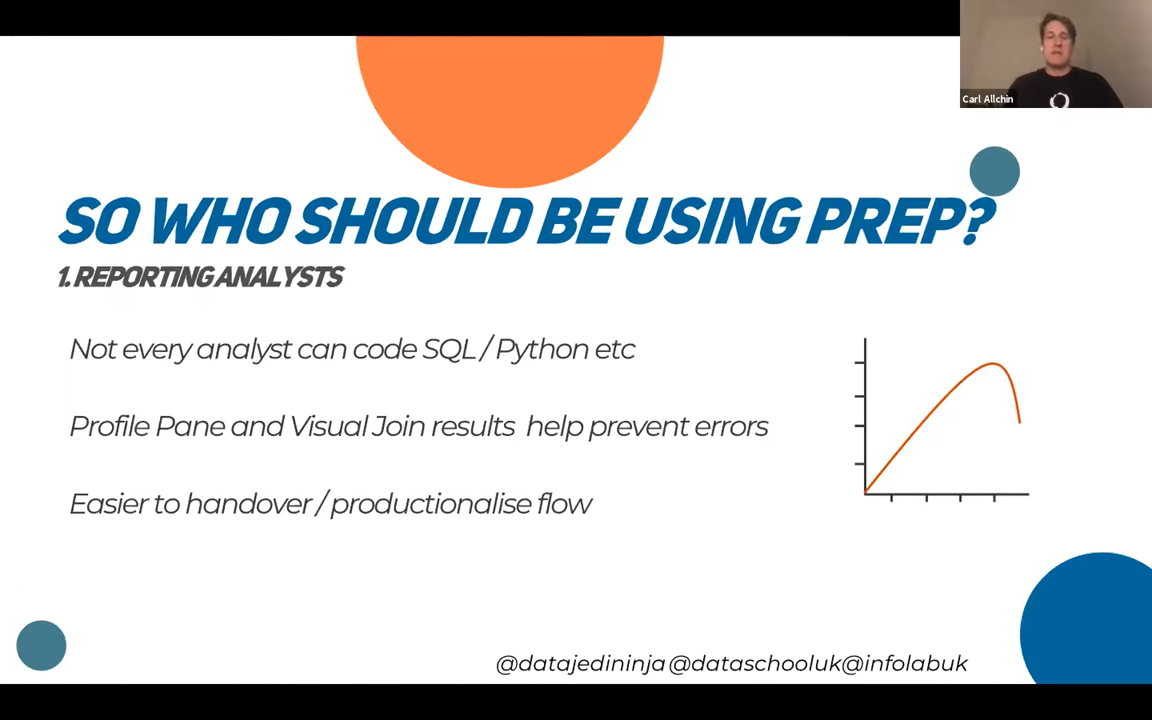 Carl Allchin
SO WHO SHOULD BE USING PREP?
1. REPORTING ANALYSTS
Not every analyst can code SQL / Python etc
Profile Pane and Visual Join results help prevent errors
Easier to handover / productionalise flow
@datajedininja @dataschooluk@infolabuk